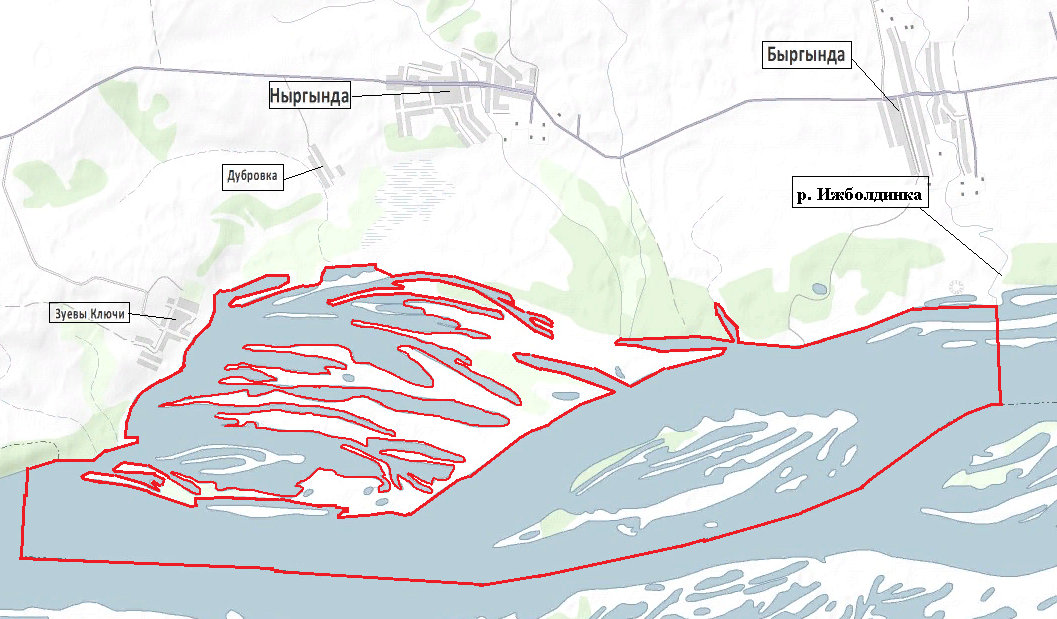 Быргында
Ныргында
Дубровка
р. Ижболдинка
Зуевы Ключи